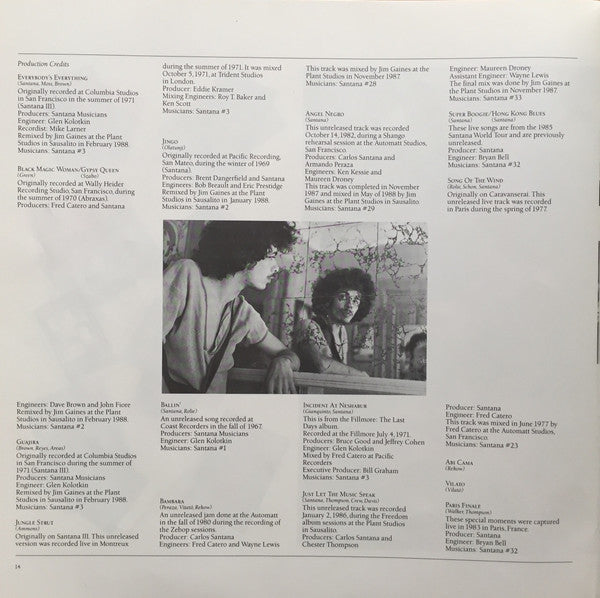 Production Credits
EVERYBODY'S EVERYTHING
(Santana, Moss, Brown)
Originally recorded at Columbia Studios
in San Francisco in the summer of 1971
(Santana III).
Producers: Santana Musicians
Engineer: Glen Kolotkin
Recordist: Mike Larner
Remixed by Jim Gaines at the Plant
Studios in Sausalito in February 1988.
Musicians: Santana #3
BLACK MAGIC WOMAN/GYPSY QUEEN
(Green) (Szabo)
Originally recorded at Wally Heider
Recording Studio, San Francisco, during
the summer of 1970 (Abraxas).
Producers: Fred Catero and Santana
Engineers: Dave Brown and John Fiore
Remixed by Jim Gaines at the Plant
Studios in Sausalito in February 1988.
Musicians: Santana #2
GUAJIRA
(Brown, Reyes, Areas)
Originally recorded at Columbia Studios
in San Francisco during the summer of
1971 (Santana III).
Producers: Santana Musicians
Engineer: Glen Kolotkin
Remixed by Jim Gaines at the Plant
Studios in Sausalito in February 1988.
Musicians: Santana #3
JUNGLE STRUT
(Ammons)
Originally on Santana III. This unreleased
version was recorded live in Montreux
during the summer of 1971. It was mixed
October 5, 1971, at Trident Studios
in London.
Producer: Eddie Kramer
Mixing Engineers: Roy T. Baker and
Ken Scott
Musicians: Santana #3
JINGO
(Olatunji)
Originally recorded at Pacific Recording,
San Mateo, during the winter of 1969
(Santana).
Producers: Brent Dangerfield and Santana
Engineers: Bob Breault and Eric Prestidge
Remixed by Jim Gaines at the Plant
Studios in Sausalito in January 1988.
Musicians: Santana #2
BALLIN'
(Santana, Rolie)
An unreleased song recorded at
Coast Recorders in the fall of 1967.
Producers: Santana Musicians
Engineer: Glen Kolotkin
Musicians: Santana #1
BAMBARA
(Peraza, Vitató, Rekow)
An unreleased jam done at the Automatt
in the fall of 1980 during the recording of
the Zebop sessions.
Producer: Carlos Santana
Engineers: Fred Catero and Wayne Lewis
This track was mixed by Jim Gaines at the
Plant Studios in November 1987.
Musicians: Santana #28
ANGEL NEGRO
(Santana)
This unreleased track was recorded
October 14, 1982, during a Shango
rehearsal session at the Automatt Studios,
San Francisco.
Producers: Carlos Santana and
Armando Peraza
Engineers: Ken Kessie and
Maureen Droney
This track was completed in November
1987 and mixed in May of 1988 by Jim
Gaines at the Plant Studios in Sausalito.
Musicians: Santana #29
INCIDENT AT NESHABUR
(Gianquinto, Santana)
This is from the Fillmore: The Last
Days album.
Recorded at the Fillmore July 4, 1971.
Producers: Bruce Good and Jeffrey Cohen
Engineer: Glen Kolotkin
Mixed by Fred Catero at Pacific
Recorders
Executive Producer: Bill Graham
Musicians: Santana #3
JUST LET THE MUSIC SPEAK
(Santana, Thompson, Crew, Davis)
This unreleased track was recorded
January 2, 1986, during the Freedom
album sessions at the Plant Studios
in Sausalito.
Producers: Carlos Santana and
Chester Thompson
Engineer: Maureen Droney
Assistant Engineer: Wayne Lewis
The final mix was done by Jim Gaines at
the Plant Studios in November 1987.
Musicians: Santana #33
SUPER BOOGIE/HONG KONG BLUES
(Santana) (Santana)
These live songs are from the 1985
Santana World Tour and are previously
unreleased.
Producer: Santana
Engineer: Bryan Bell
Musicians: Santana #32
SONG OF THE WIND
(Rolie, Schon, Santana)
Originally on Caravanserai. This
unreleased live track was recorded
in Paris during the spring of 1977.
Producer: Santana
Engineer: Fred Catero
This track was mixed in June 1977 by
Fred Catero at the Automatt Studios,
San Francisco.
Musicians: Santana #23
ABI CAMA
(Rekow)
VILATO
(Vilató)
PARIS FINALE
(Walker, Thompson)
These special moments were captured
live in 1983 in Paris, France.
Producer: Santana
Engineer: Bryan Bell
Musicians: Santana #32
14